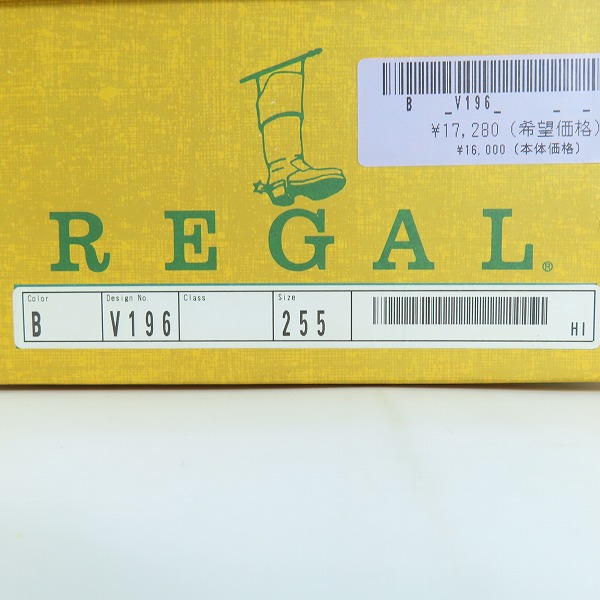 B _V196_ _ _
¥17,280 (希望価格)
¥16,000 (本体価格)
REGAL®
Color Design No. Class Size
B V196 255 HI